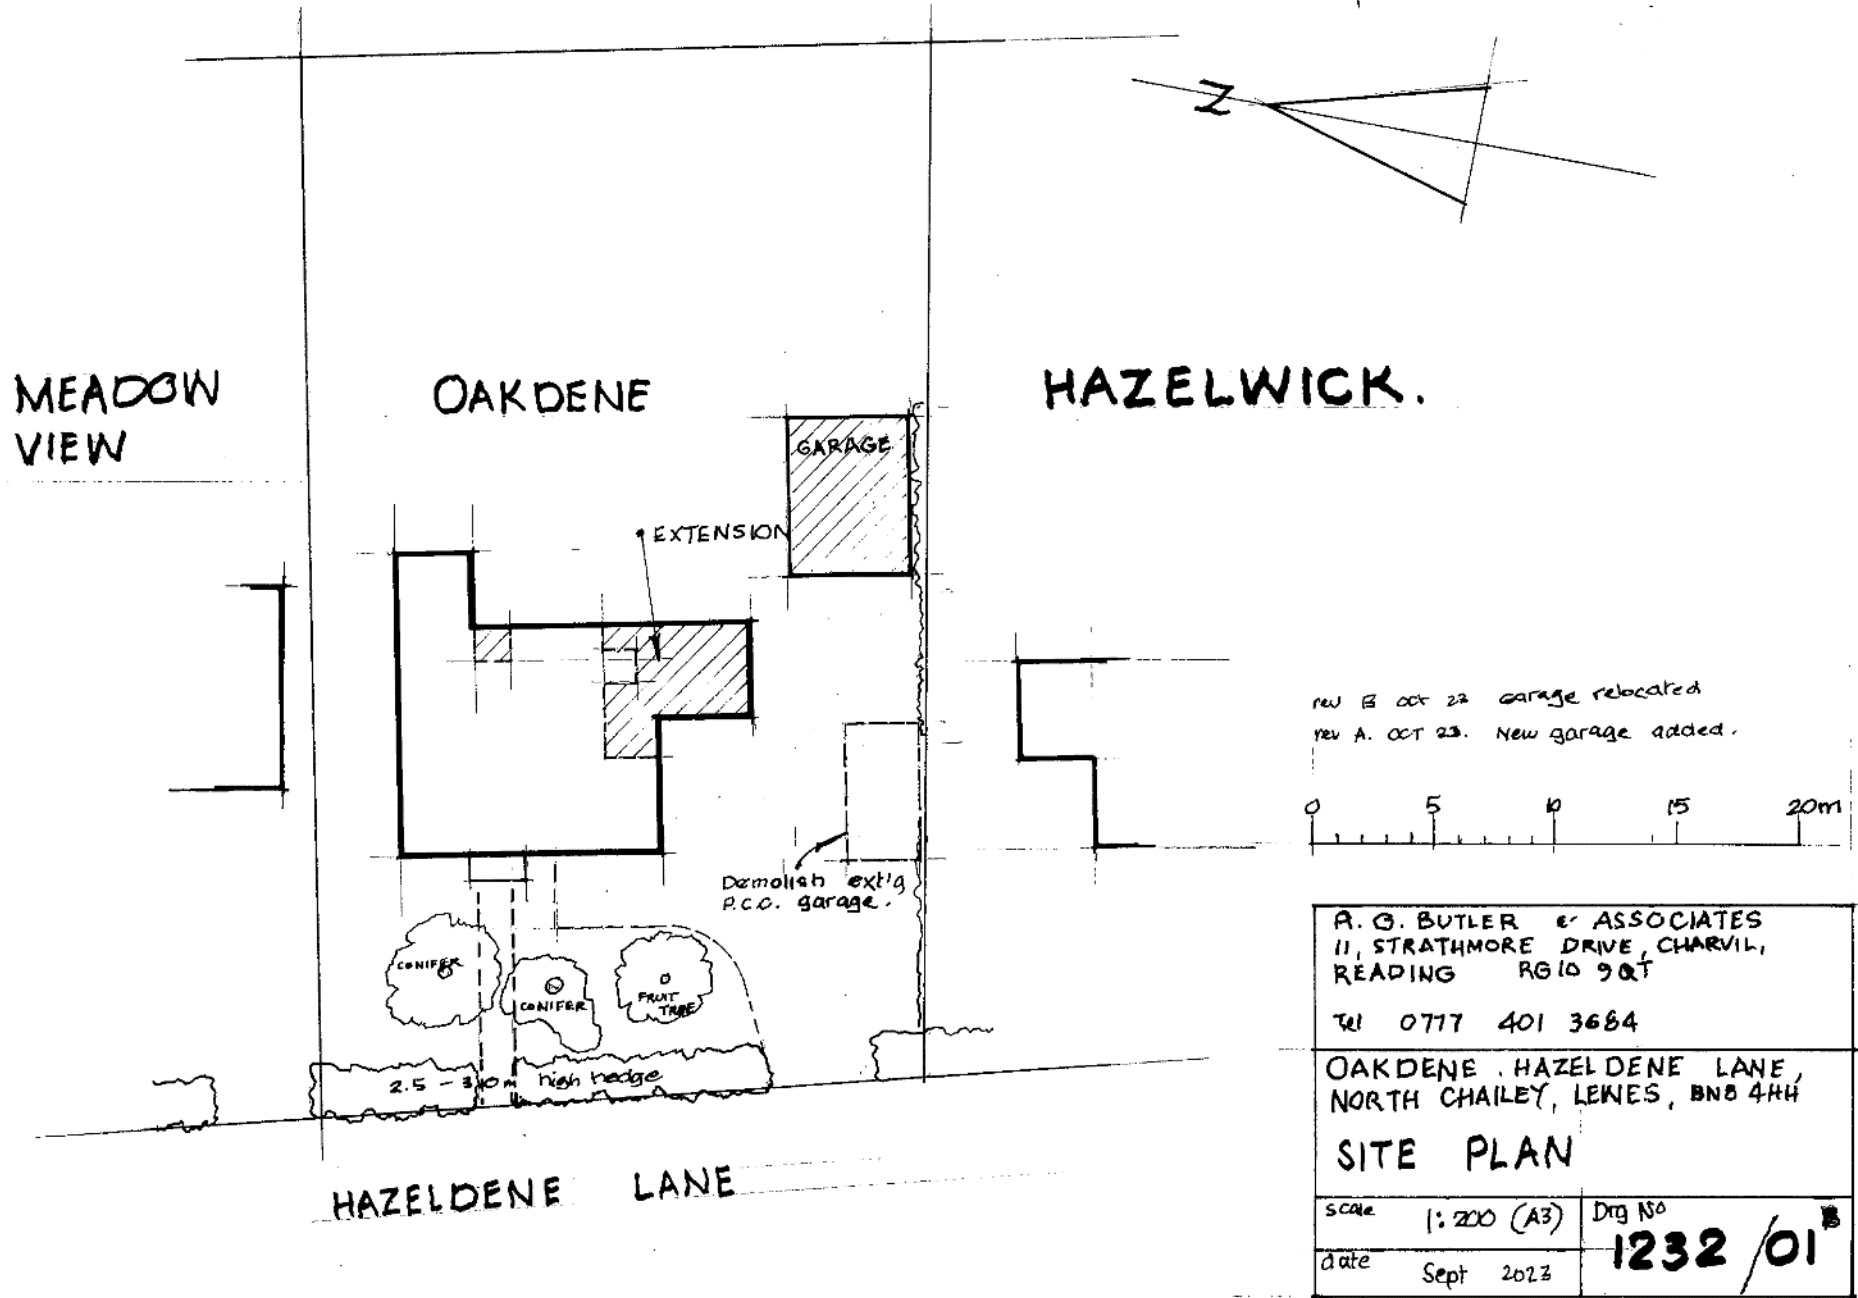 Z
MEADOW
VIEW
OAKDENE
HAZELWICK.
GARAGE
EXTENSION
rev B oct 23 garage relocated
rev A. OCT 23. New garage added.
0 5 10 15 20m
Demolish ext'g
P.C.C. garage.
CONIFER
CONIFER
FRUIT
TREE
2.5 - 3.0m high hedge
HAZELDENE LANE
A. G. BUTLER & ASSOCIATES
11, STRATHMORE DRIVE, CHARVIL,
READING RG10 9QT
Tel 0777 401 3684
OAKDENE . HAZELDENE LANE,
NORTH CHAILEY, LEWES, BN8 4HH
SITE PLAN
scale 1:200 (A3)
Drg No
1232/01 B
date Sept 2023